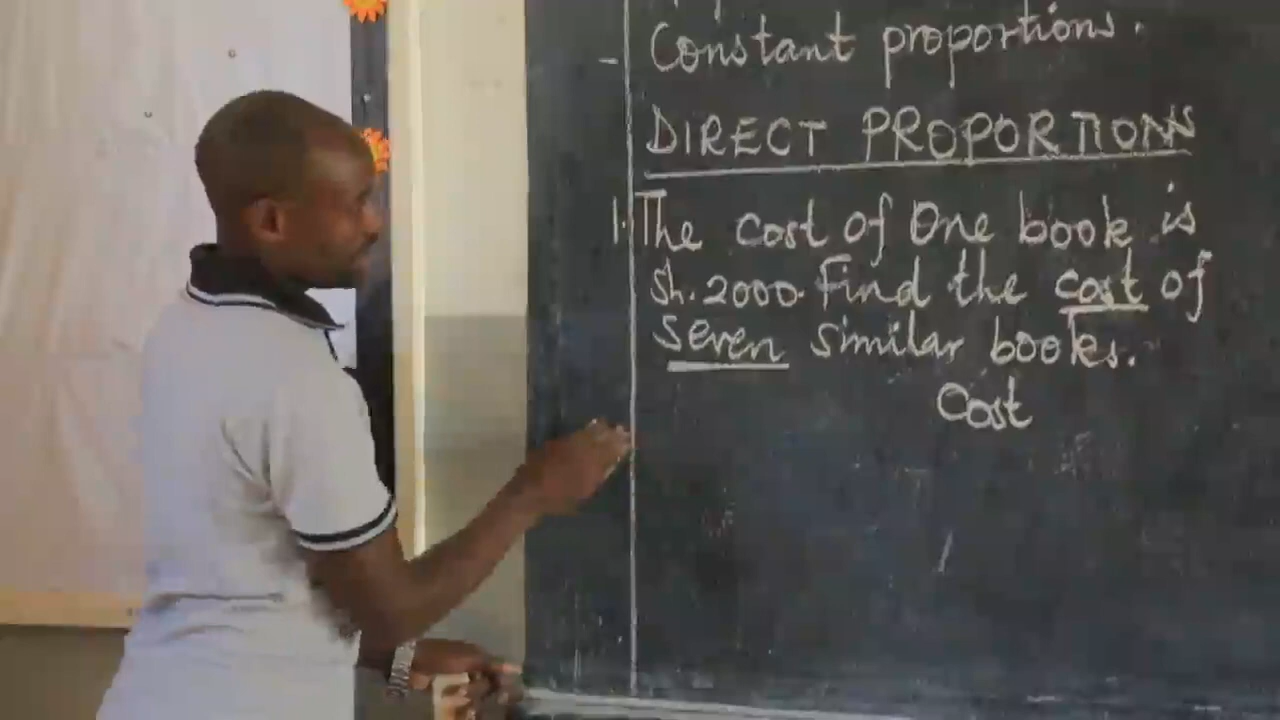 - Constant proportions.
DIRECT PROPORTIONS
1. The cost of One book is
Sh. 2000. Find the cost of
Seven similar books.
Cost